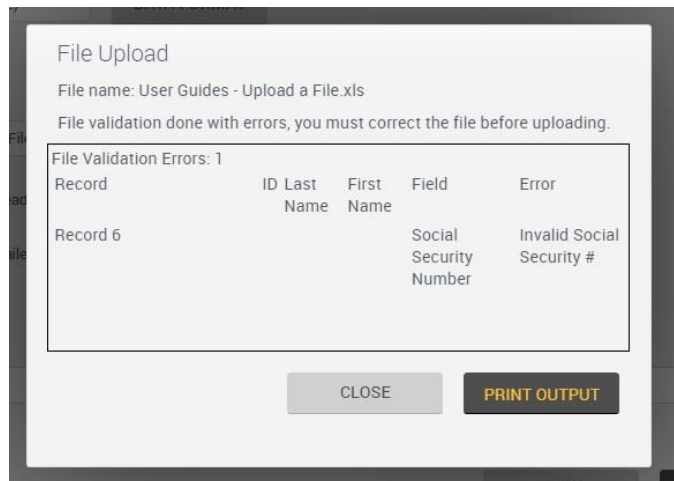 File Upload
File name: User Guides - Upload a File.xls
File validation done with errors, you must correct the file before uploading.
File Validation Errors: 1
Record ID Last Name First Name Field Error
Record 6 Social Security Number Invalid Social Security #
CLOSE PRINT OUTPUT